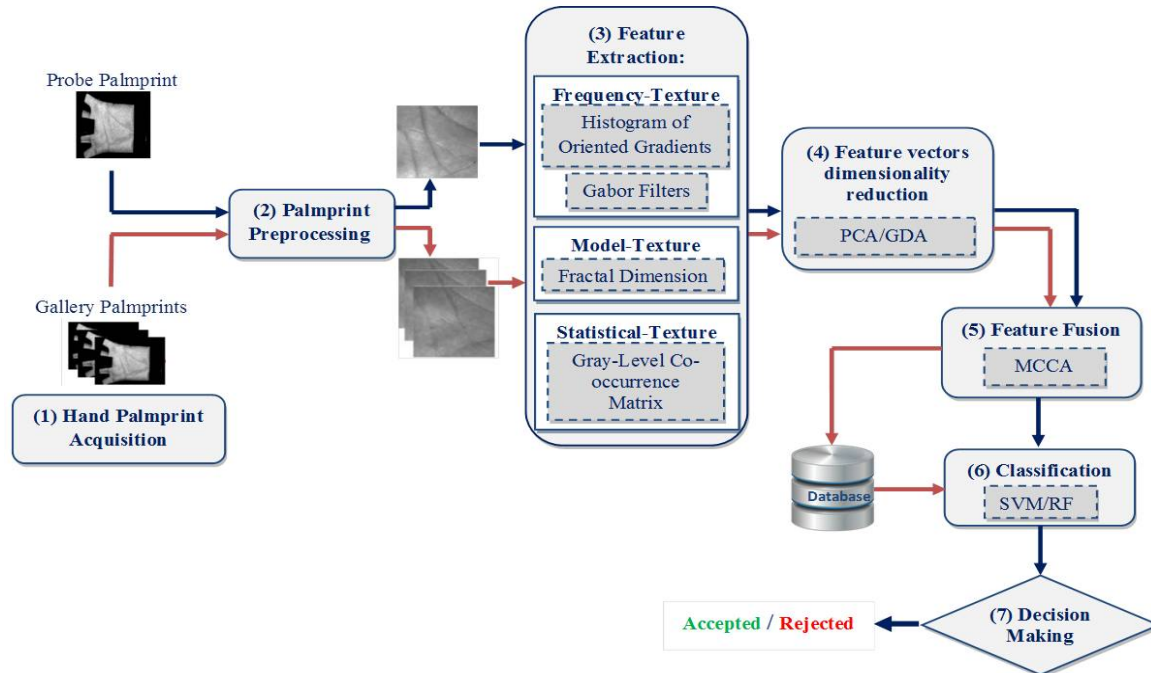 Probe Palmprint
Gallery Palmprints
(1) Hand Palmprint
Acquisition
(2) Palmprint
Preprocessing
(3) Feature
Extraction:
Frequency-Texture
Histogram of
Oriented Gradients
Gabor Filters
Model-Texture
Fractal Dimension
Statistical-Texture
Gray-Level Co-
occurrence
Matrix
(4) Feature vectors
dimensionality
reduction
PCA/GDA
(5) Feature Fusion
MCCA
Database
(6) Classification
SVM/RF
(7) Decision
Making
Accepted / Rejected